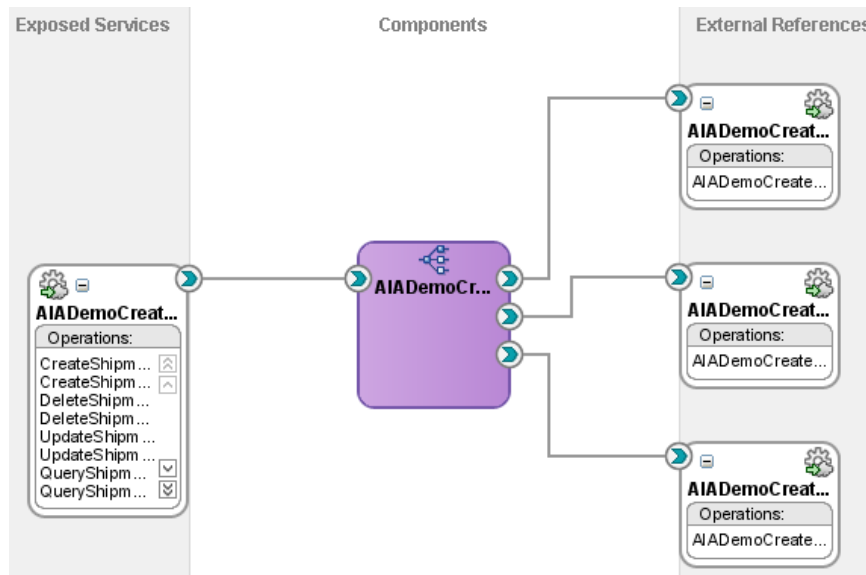 Exposed Services
Components
External References
AIADemoCreat...
Operations:
CreateShipm...
CreateShipm...
DeleteShipm...
DeleteShipm...
UpdateShipm...
UpdateShipm...
QueryShipm...
QueryShipm...
AIADemoCr...
AIADemoCreat...
Operations:
AIADemoCreate...
AIADemoCreat...
Operations:
AIADemoCreate...
AIADemoCreat...
Operations:
AIADemoCreate...